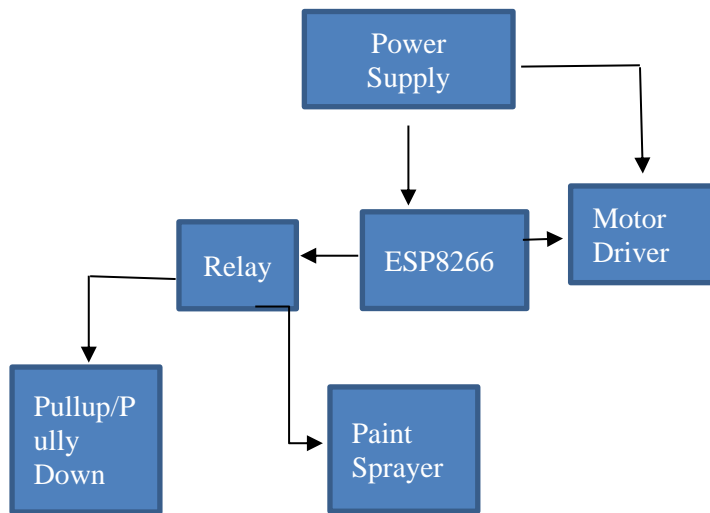 Power
Supply
Motor
Driver
Relay
ESP8266
Pullup/P
ully
Down
Paint
Sprayer